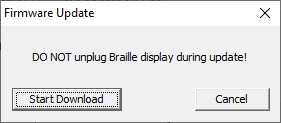 Firmware Update
DO NOT unplug Braille display during update!
Start Download
Cancel